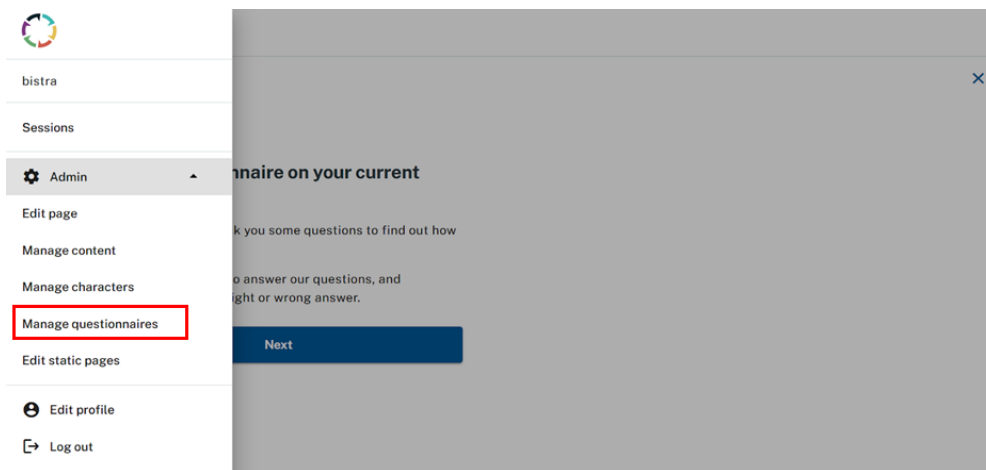 bistra
Sessions
Admin
Edit page
Manage content
Manage characters
Manage questionnaires
Edit static pages
Edit profile
Log out
nnaire on your current
k you some questions to find out how
o answer our questions, and
ight or wrong answer.
Next